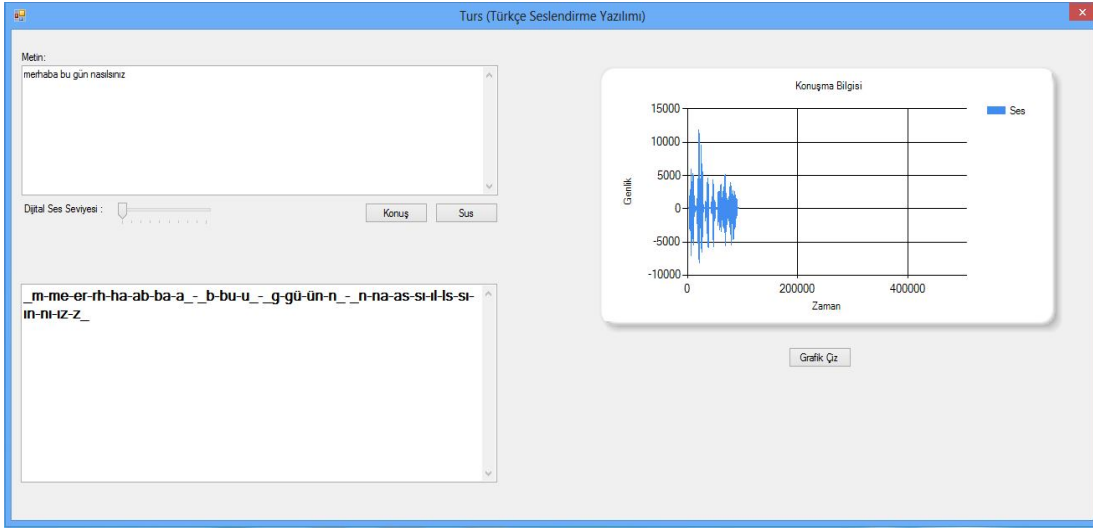 Turs (Türkçe Seslendirme Yazılımı)
Metin:
merhaba bu gün nasılsınız
Dijital Ses Seviyesi :
Konuş
Sus
_m-me-er-rh-ha-ab-ba-a_-_b-bu-u_-_g-gü-ün-n_-_n-na-as-sı-ıl-ls-sı-
ın-nı-ız-z_
Konuşma Bilgisi
15000
10000
5000
0
-5000
-10000
Genlik
0
200000
400000
Zaman
Ses
Grafik Çiz